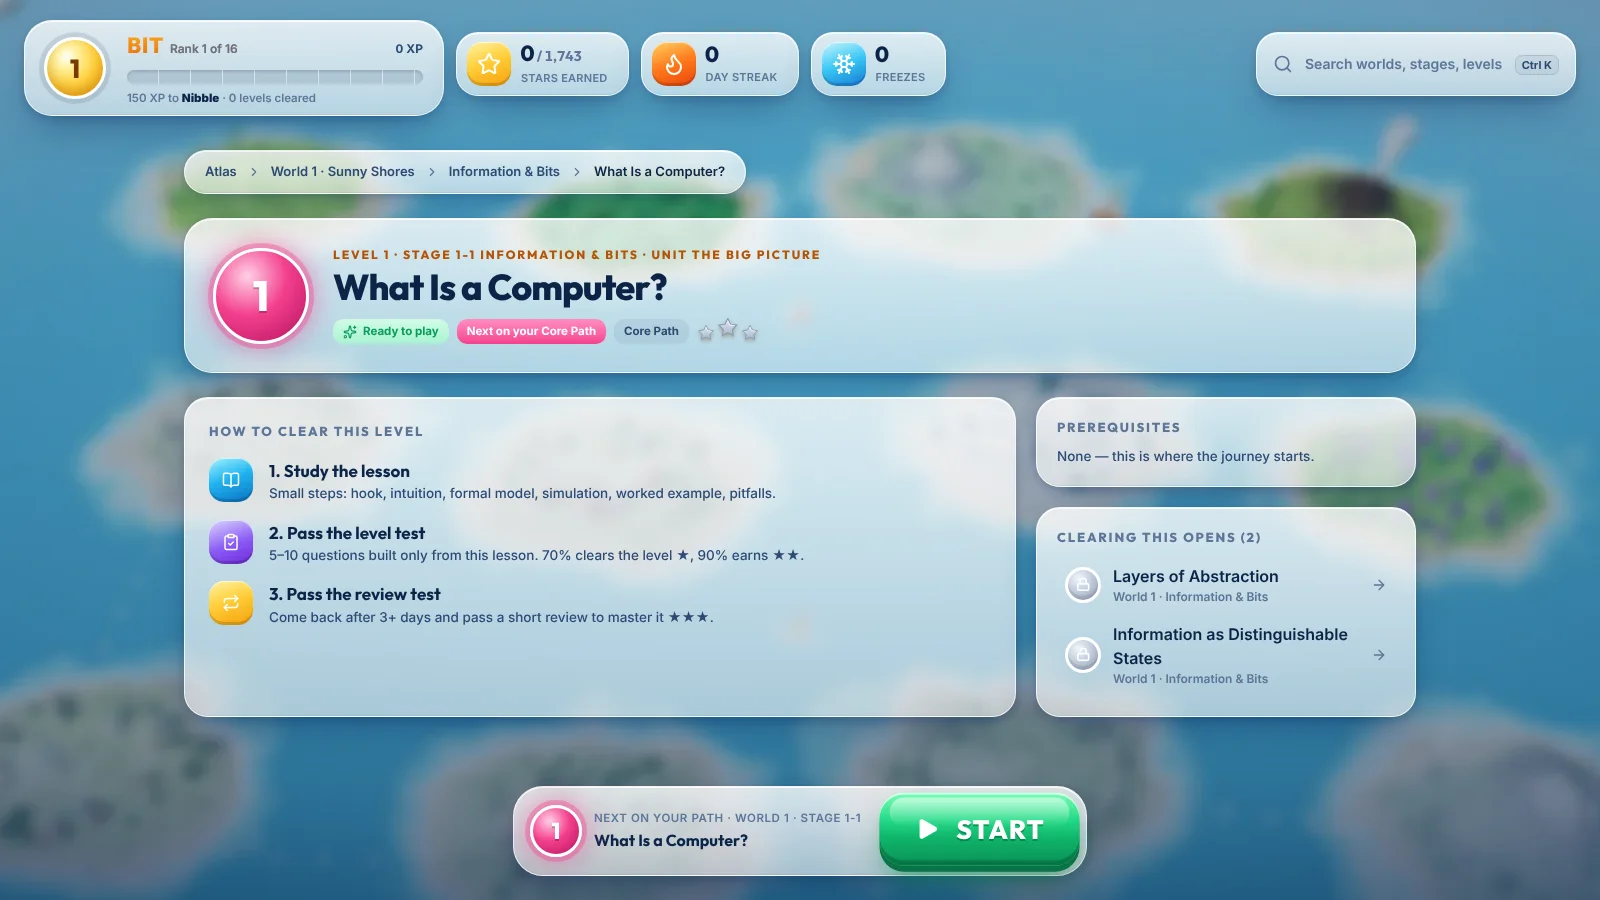 1
BIT Rank 1 of 16
0 XP
150 XP to Nibble · 0 levels cleared
0 / 1,743
STARS EARNED
0
DAY STREAK
0
FREEZES
Search worlds, stages, levels
Ctrl K
Atlas > World 1 · Sunny Shores > Information & Bits > What Is a Computer?
1
LEVEL 1 · STAGE 1-1 INFORMATION & BITS · UNIT THE BIG PICTURE
What Is a Computer?
Ready to play
Next on your Core Path
Core Path
HOW TO CLEAR THIS LEVEL
1. Study the lesson
Small steps: hook, intuition, formal model, simulation, worked example, pitfalls.
2. Pass the level test
5–10 questions built only from this lesson. 70% clears the level ★, 90% earns ★★.
3. Pass the review test
Come back after 3+ days and pass a short review to master it ★★★.
PREREQUISITES
None — this is where the journey starts.
CLEARING THIS OPENS (2)
Layers of Abstraction
World 1 · Information & Bits
Information as Distinguishable
States
World 1 · Information & Bits
1
NEXT ON YOUR PATH · WORLD 1 · STAGE 1-1
What Is a Computer?
START